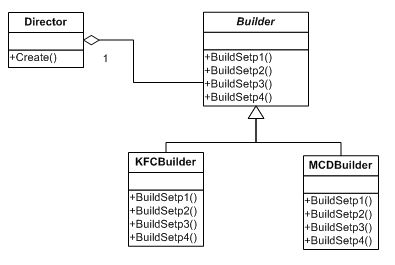 Director
+Create()
1
Builder
+BuildSetp1()
+BuildSetp2()
+BuildSetp3()
+BuildSetp4()
KFCBuilder
+BuildSetp1()
+BuildSetp2()
+BuildSetp3()
+BuildSetp4()
MCDBuilder
+BuildSetp1()
+BuildSetp2()
+BuildSetp3()
+BuildSetp4()